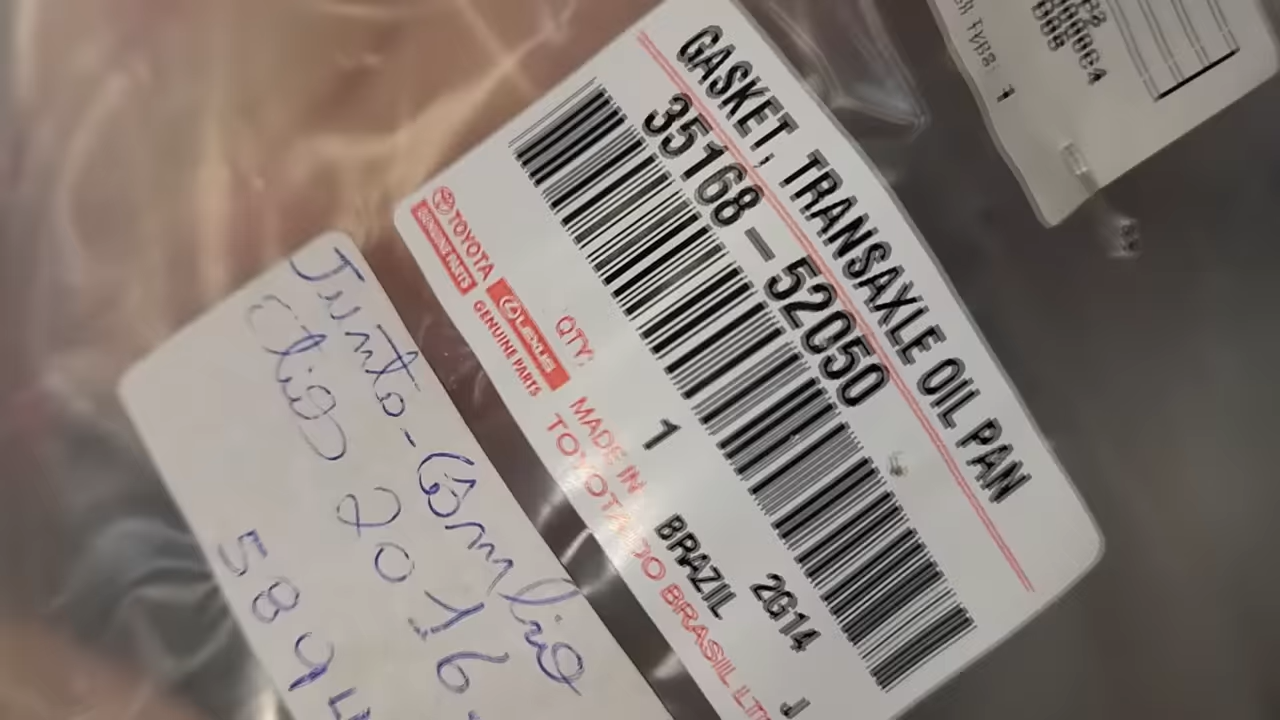 GASKET, TRANSAXLE OIL PAN
35168-52050
TOYOTA
GENUINE PARTS
LEXUS
GENUINE PARTS
QTY: 1
2G14 J
MADE IN BRAZIL
TOYOTA DO BRASIL
Junto-Cambio
Etios
2016